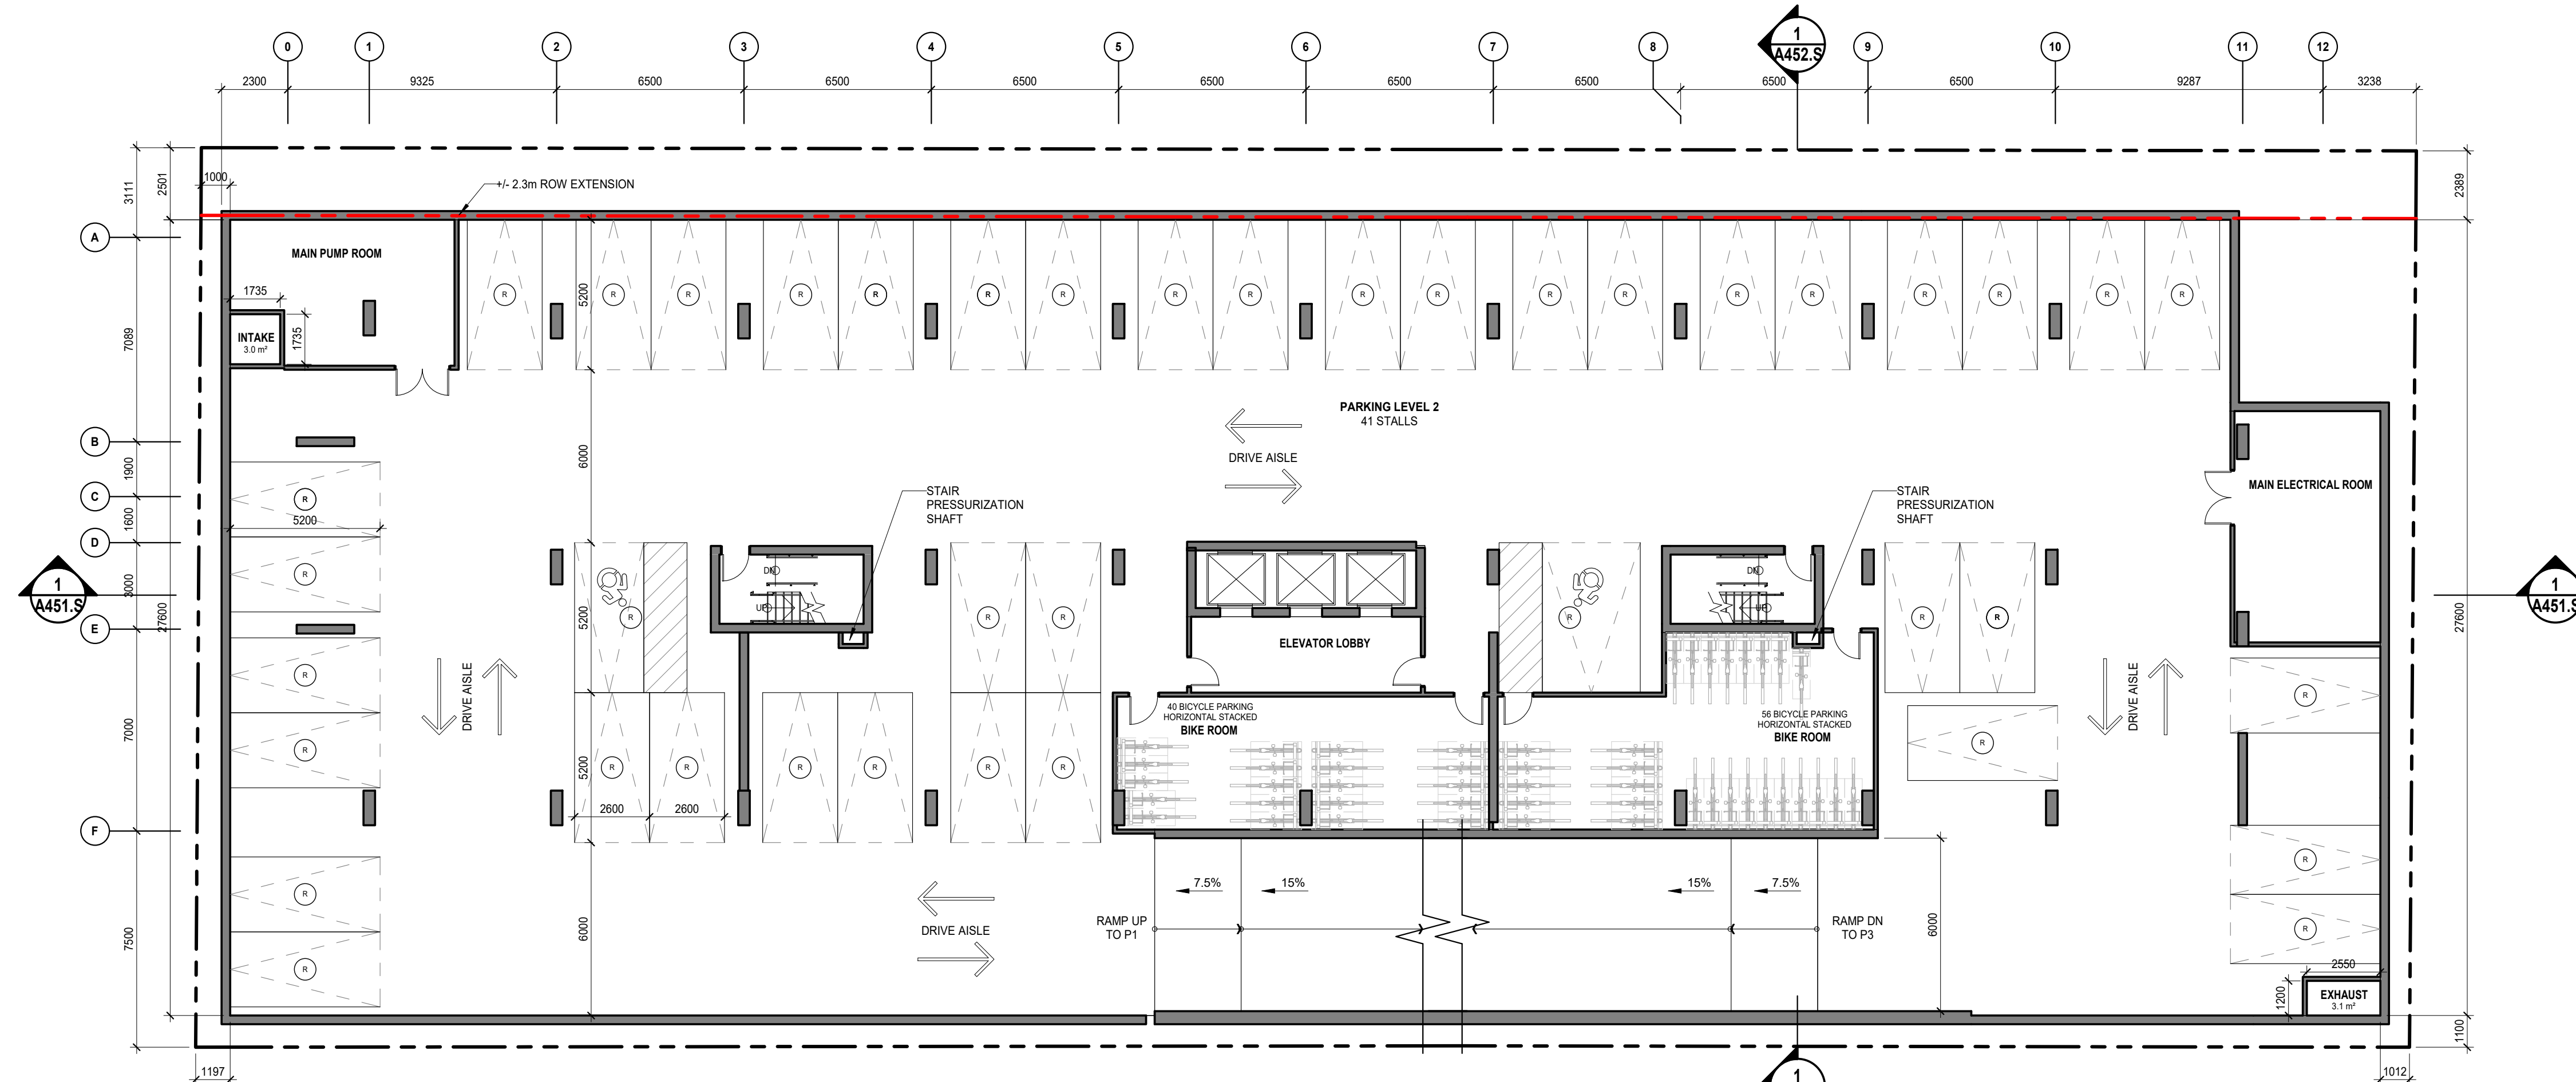 0 1 2 3 4 5 6 7 8 9 10 11 12
1
A452.S
2300 9325 6500 6500 6500 6500 6500 6500 6500 6500 9287 3238
3111
2501
1000
+/- 2.3m ROW EXTENSION
2389
A
MAIN PUMP ROOM
R R R R R R R R R R R R R R R R R R R
5200
1735
1735
INTAKE
3.0 m²
7089
PARKING LEVEL 2
41 STALLS
DRIVE AISLE
6000
B
1900
C
1600
D
3000
27600
E
7000
F
7500
1
A451.S
R
5200
R
R
R
R
R
DRIVE AISLE
STAIR
PRESSURIZATION
SHAFT
DN
UP
R
5200
R R
R R
5200
2600 2600
R R
R R
R R
ELEVATOR LOBBY
R
STAIR
PRESSURIZATION
SHAFT
DN
UP
MAIN ELECTRICAL ROOM
R R
R
DRIVE AISLE
R
R
R
27600
1
A451.S
40 BICYCLE PARKING
HORIZONTAL STACKED
BIKE ROOM
56 BICYCLE PARKING
HORIZONTAL STACKED
BIKE ROOM
6000
DRIVE AISLE
7.5% 15% 15% 7.5%
RAMP UP
TO P1
RAMP DN
TO P3
6000
2550
1200
EXHAUST
3.1 m²
1100
1197
1012
1